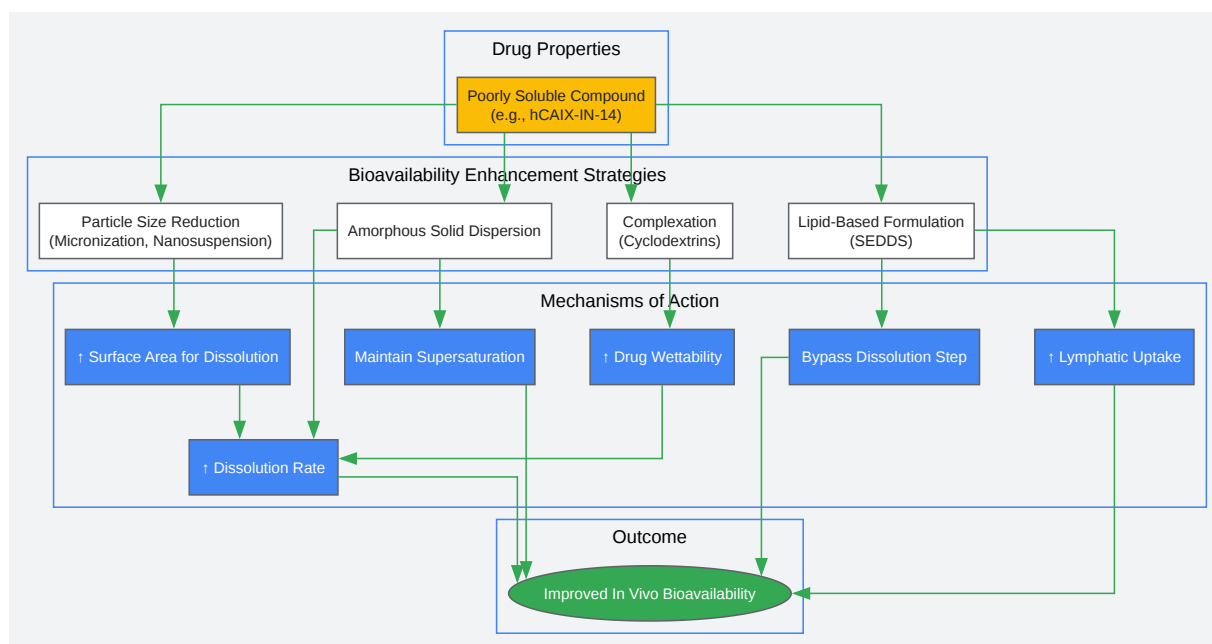 Drug Properties
Poorly Soluble Compound
(e.g., hCAIX-IN-14)
Bioavailability Enhancement Strategies
Particle Size Reduction
(Micronization, Nanosuspension)
Amorphous Solid Dispersion
Complexation
(Cyclodextrins)
Lipid-Based Formulation
(SEDDS)
Mechanisms of Action
↑ Surface Area for Dissolution
Maintain Supersaturation
↑ Drug Wettability
Bypass Dissolution Step
↑ Lymphatic Uptake
↑ Dissolution Rate
Outcome
Improved In Vivo Bioavailability